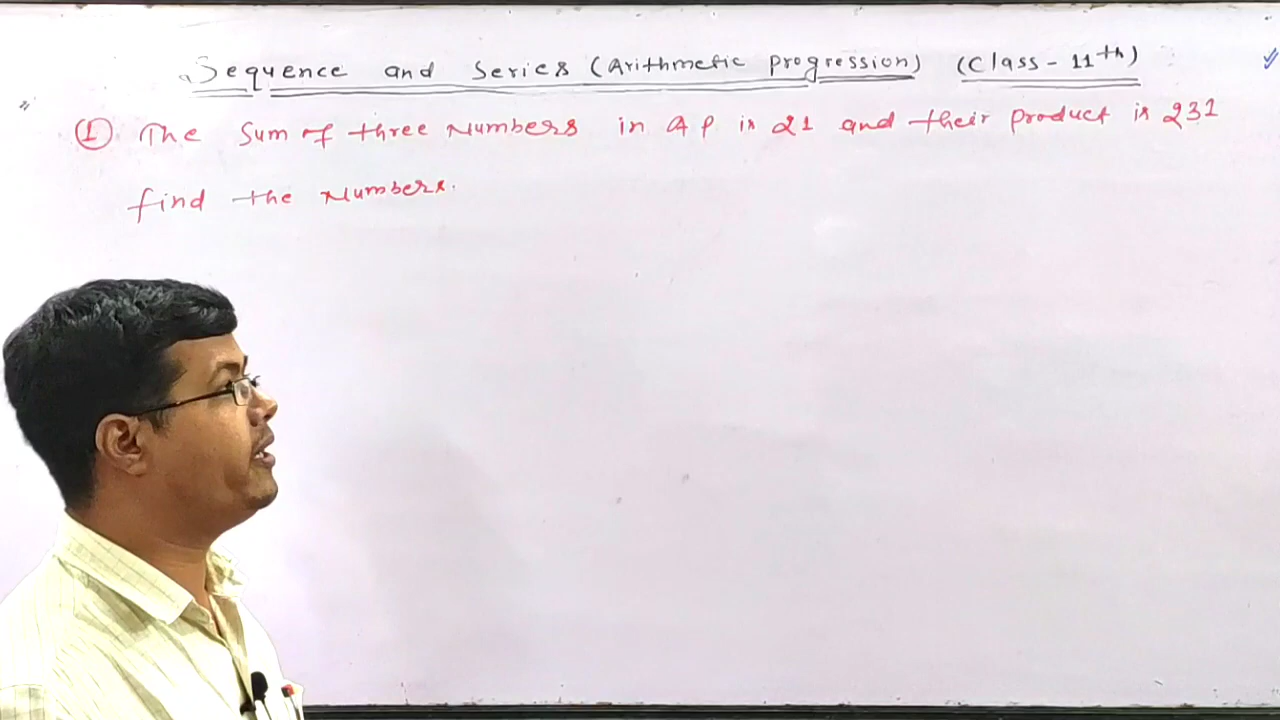 Sequence and Series (Arithmetic progression) (Class - 11th)
① The Sum of three Numbers in AP is 21 and their product is 231
find the Numbers.